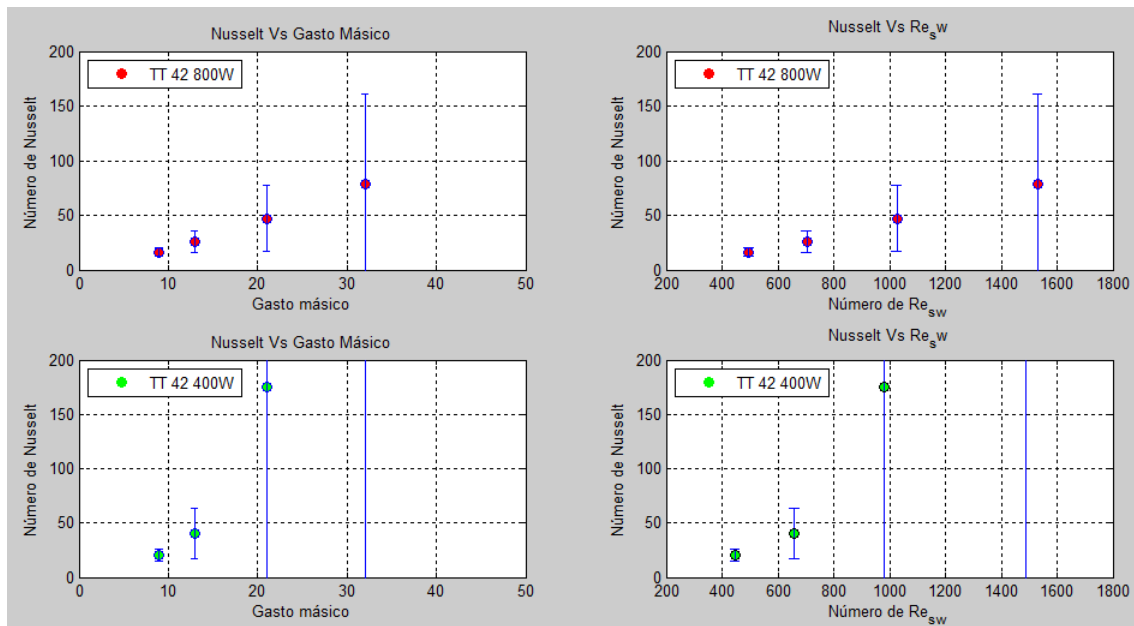 Nusselt Vs Gasto Másico
200
150
100
50
0
Número de Nusselt
TT 42 800W
0 10 20 30 40 50
Gasto másico
Nusselt Vs Resw
200
150
100
50
0
Número de Nusselt
TT 42 800W
200 400 600 800 1000 1200 1400 1600 1800
Número de Resw
Nusselt Vs Gasto Másico
200
150
100
50
0
Número de Nusselt
TT 42 400W
0 10 20 30 40 50
Gasto másico
Nusselt Vs Resw
200
150
100
50
0
Número de Nusselt
TT 42 400W
200 400 600 800 1000 1200 1400 1600 1800
Número de Resw